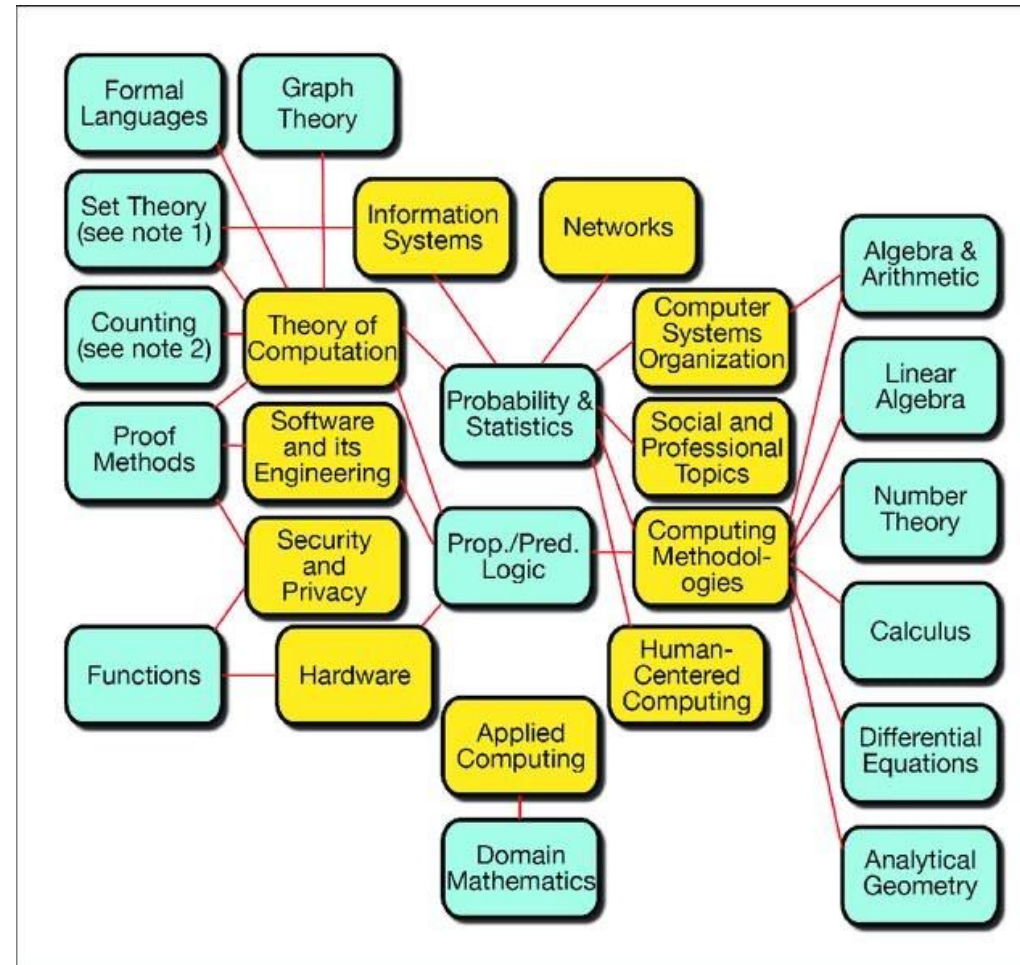 Formal
Languages
Graph
Theory
Set Theory
(see note 1)
Information
Systems
Networks
Algebra &
Arithmetic
Counting
(see note 2)
Theory of
Computation
Computer
Systems
Organization
Probability &
Statistics
Linear
Algebra
Proof
Methods
Software
and its
Engineering
Social and
Professional
Topics
Number
Theory
Security
and
Privacy
Prop./Pred.
Logic
Computing
Methodol-
ogies
Calculus
Functions
Hardware
Human-
Centered
Computing
Applied
Computing
Differential
Equations
Domain
Mathematics
Analytical
Geometry